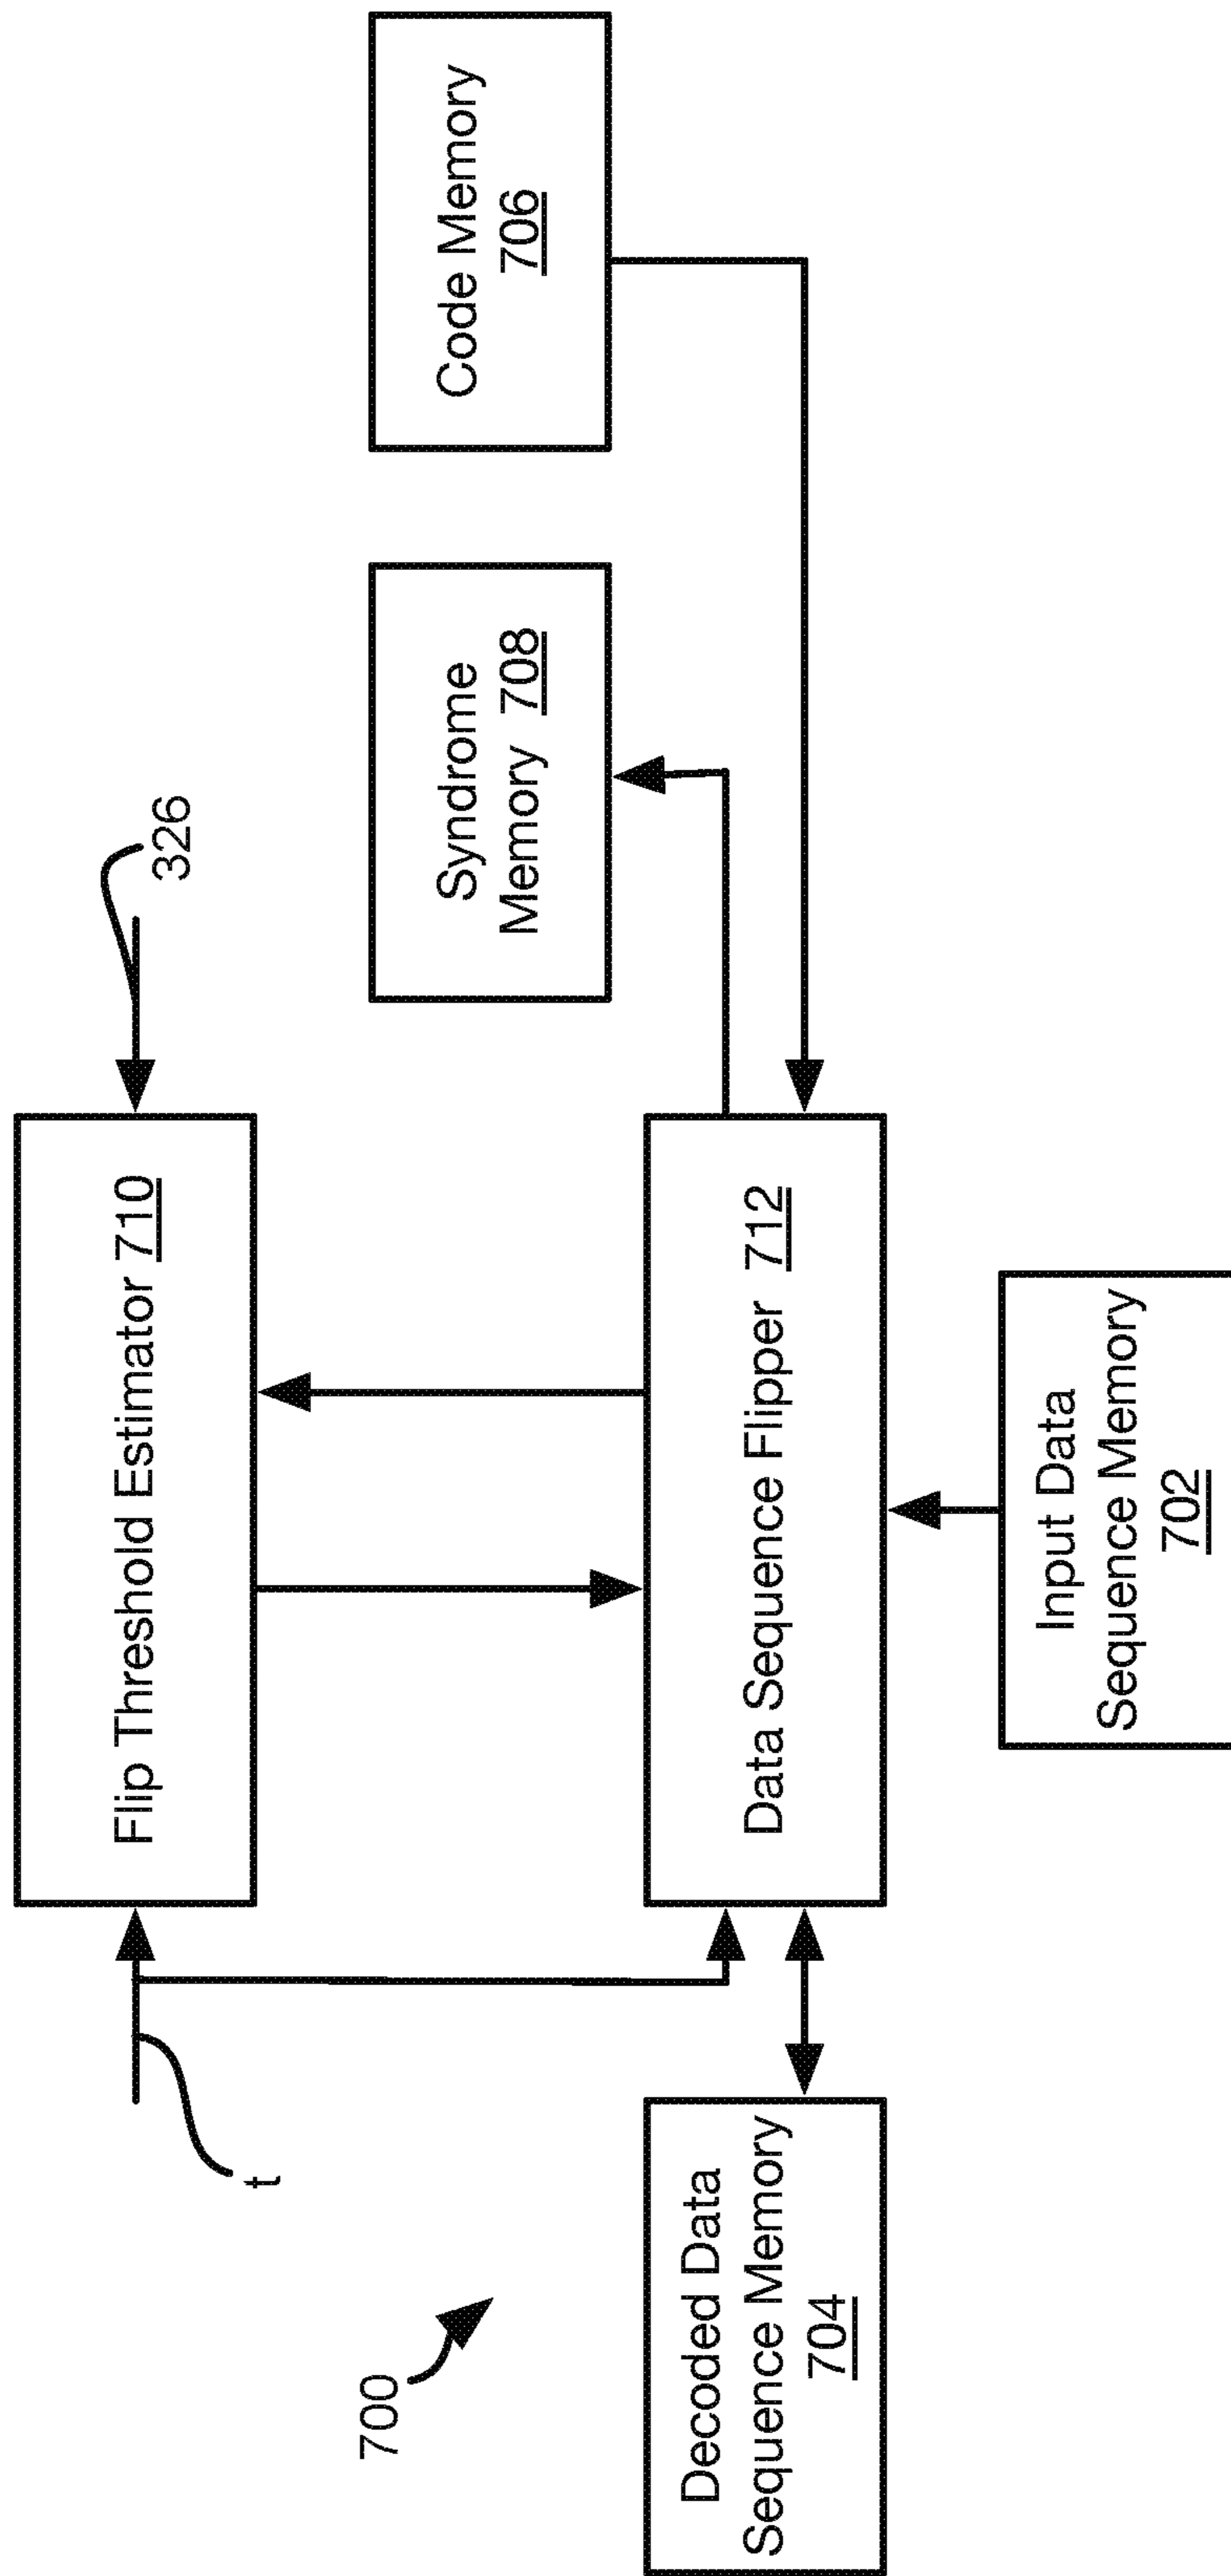 700
t
Flip Threshold Estimator 710
326
Decoded Data
Sequence Memory
704
Data Sequence Flipper 712
Syndrome
Memory 708
Code Memory
706
Input Data
Sequence Memory
702